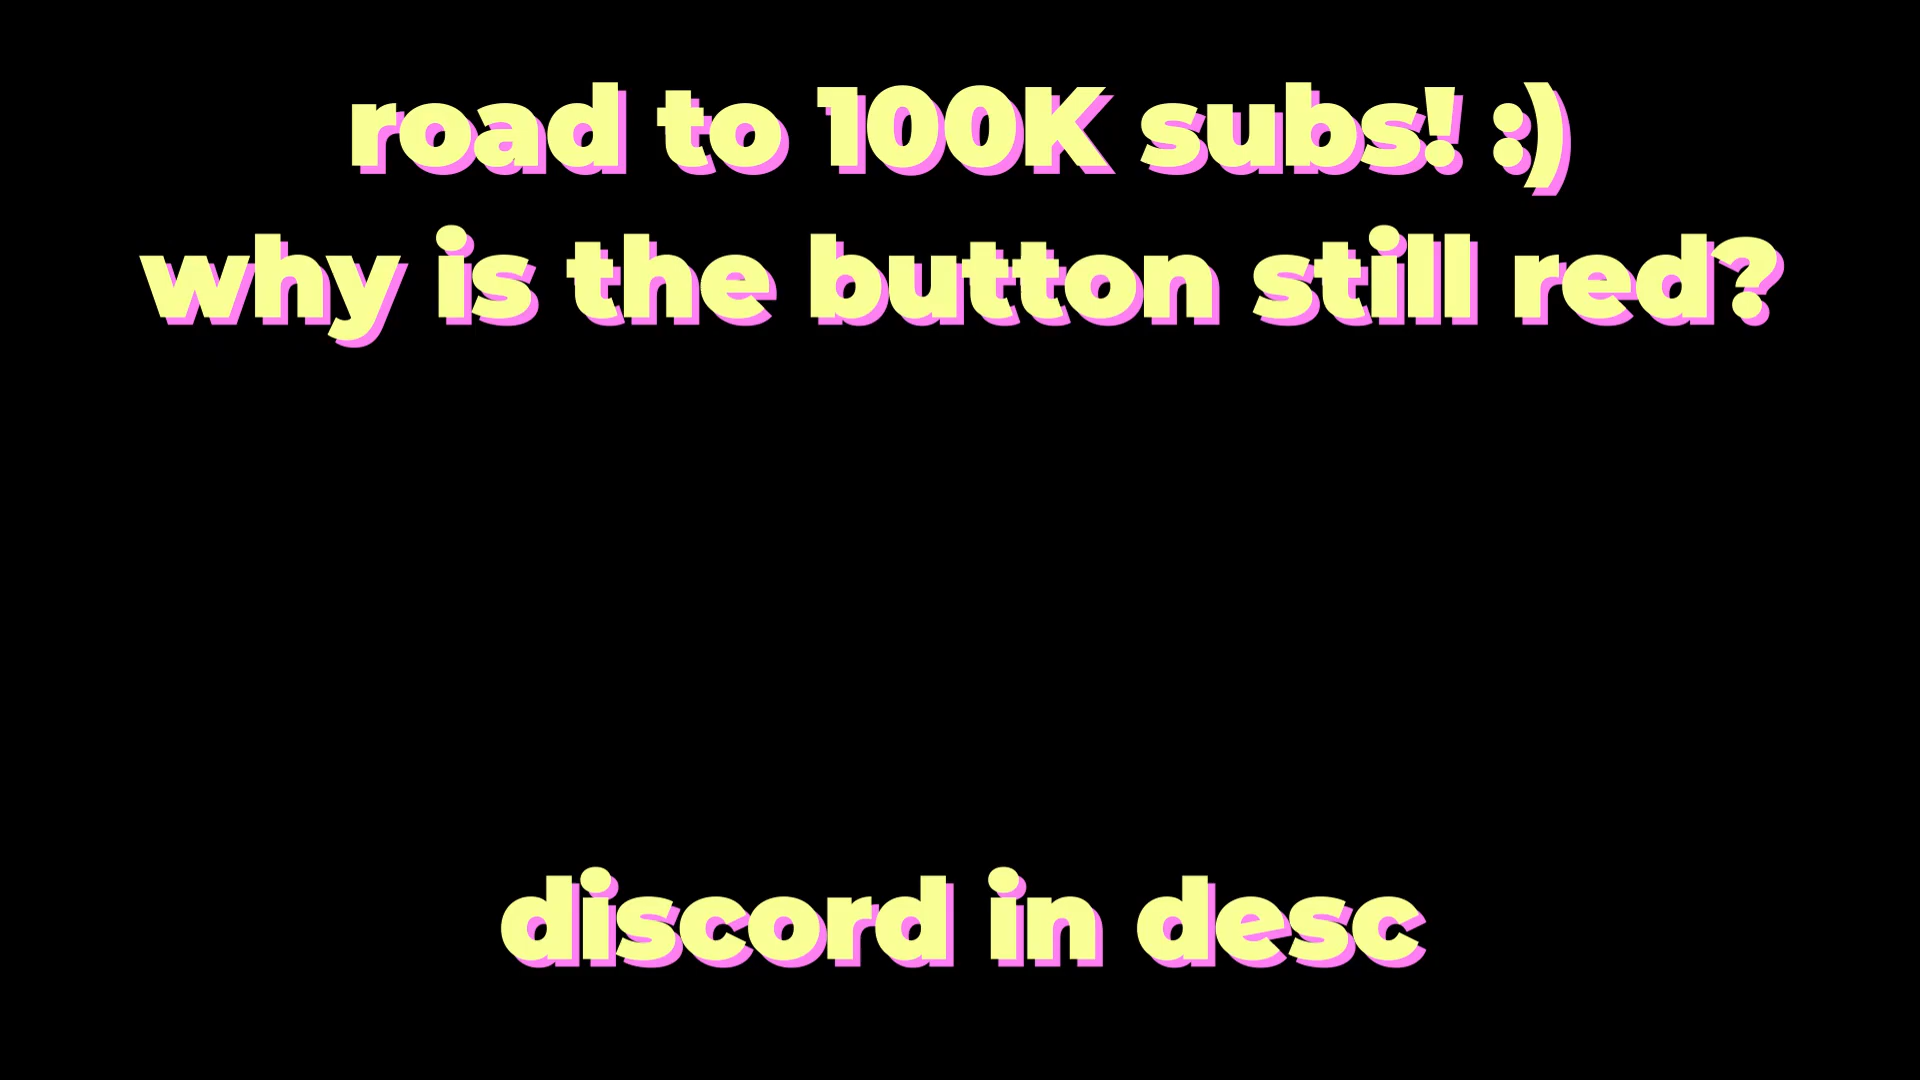 road to 100K subs! :)
why is the button still red?
discord in desc